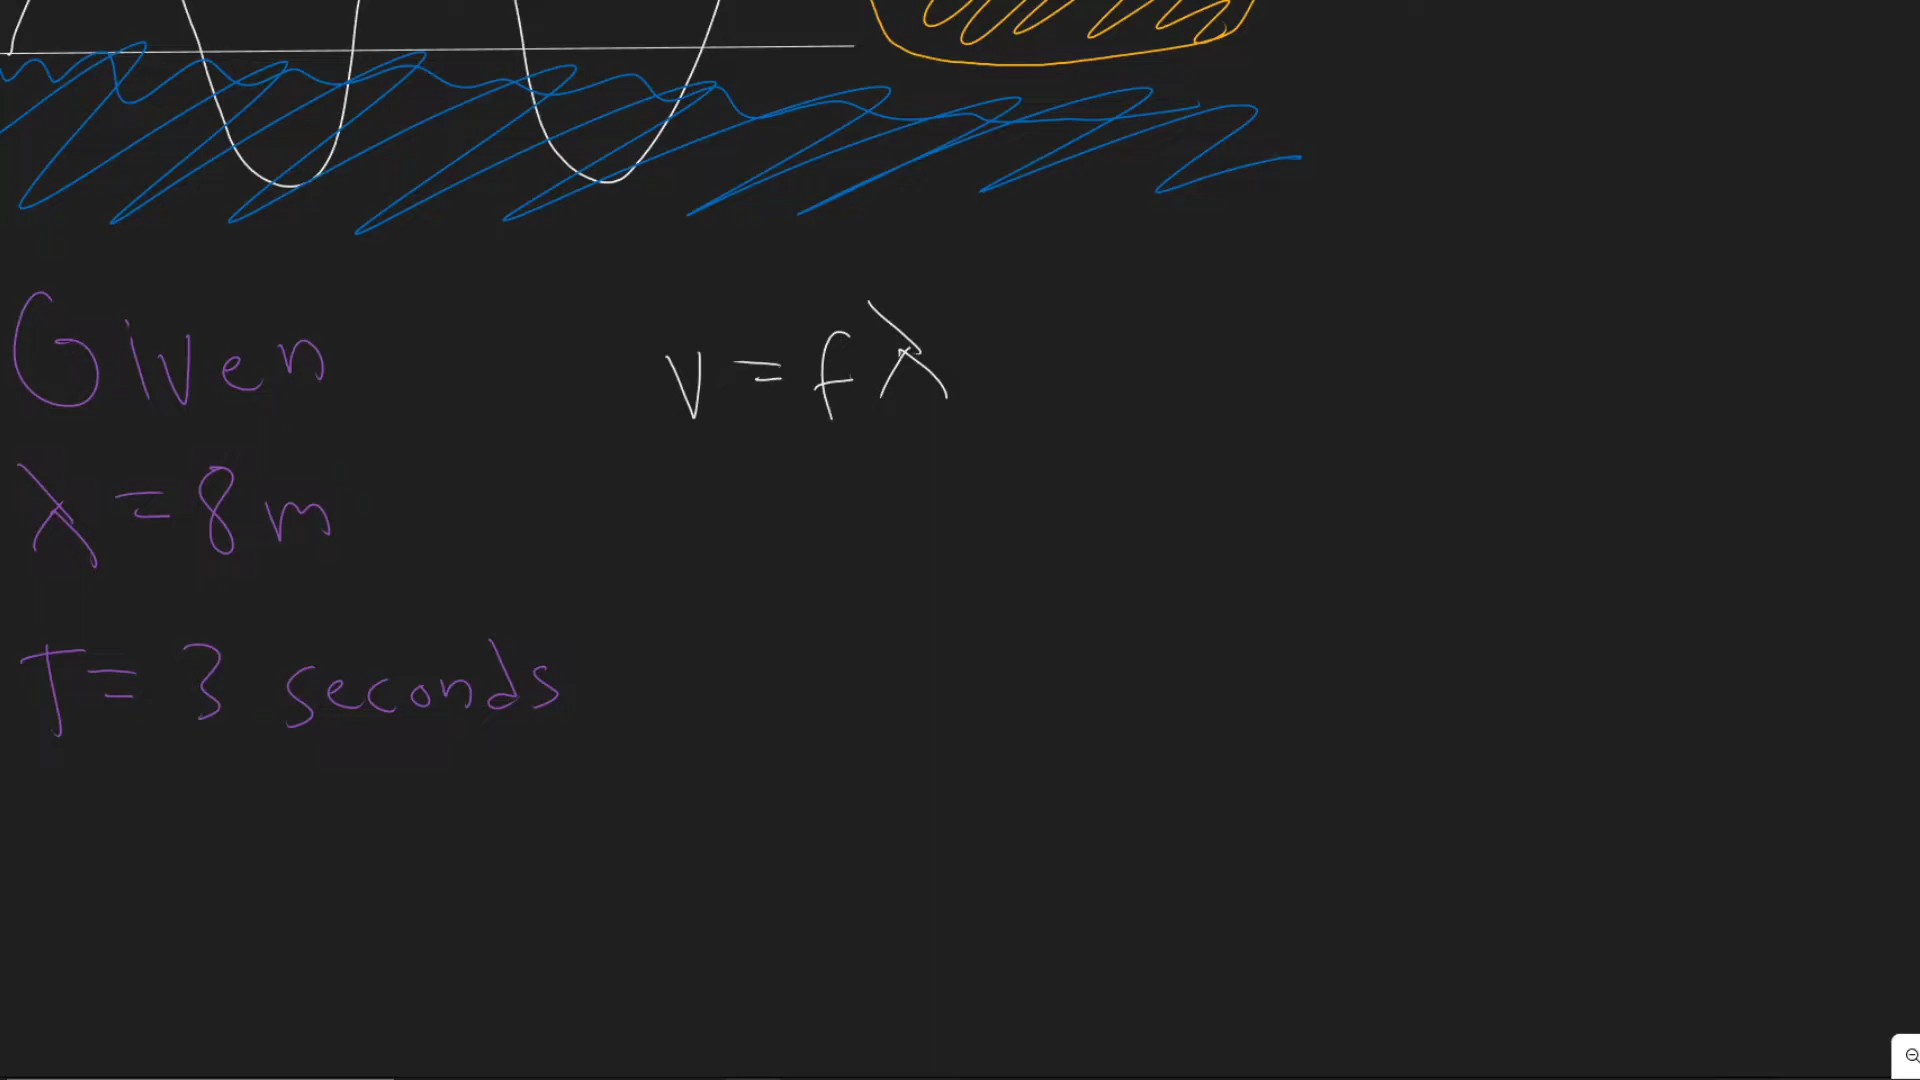 Given
v = fλ
λ = 8 m
T = 3 seconds